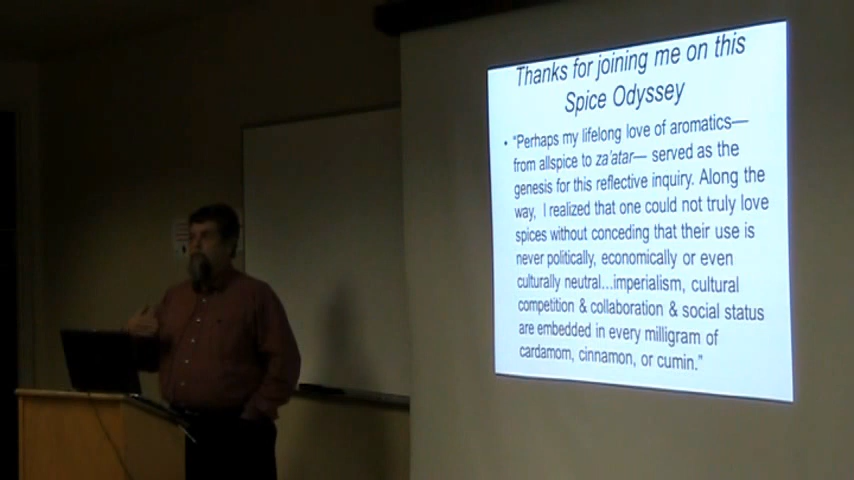 Thanks for joining me on this
Spice Odyssey
• “Perhaps my lifelong love of aromatics—
from allspice to za’atar— served as the
genesis for this reflective inquiry. Along the
way, I realized that one could not truly love
spices without conceding that their use is
never politically, economically or even
culturally neutral...imperialism, cultural
competition & collaboration & social status
are embedded in every milligram of
cardamom, cinnamon, or cumin.”